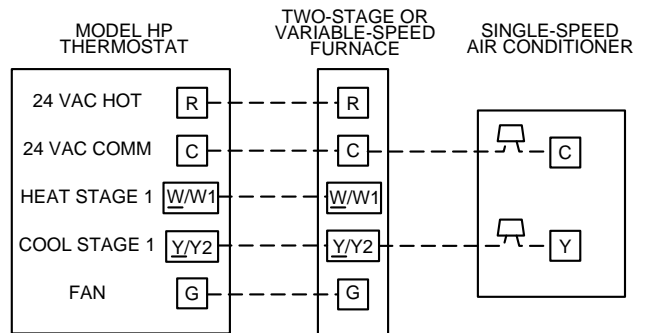 MODEL HP
THERMOSTAT
TWO-STAGE OR
VARIABLE-SPEED
FURNACE
SINGLE-SPEED
AIR CONDITIONER
24 VAC HOT R R
24 VAC COMM C C C
HEAT STAGE 1 W/W1 W/W1
COOL STAGE 1 Y/Y2 Y/Y2 Y
FAN G G